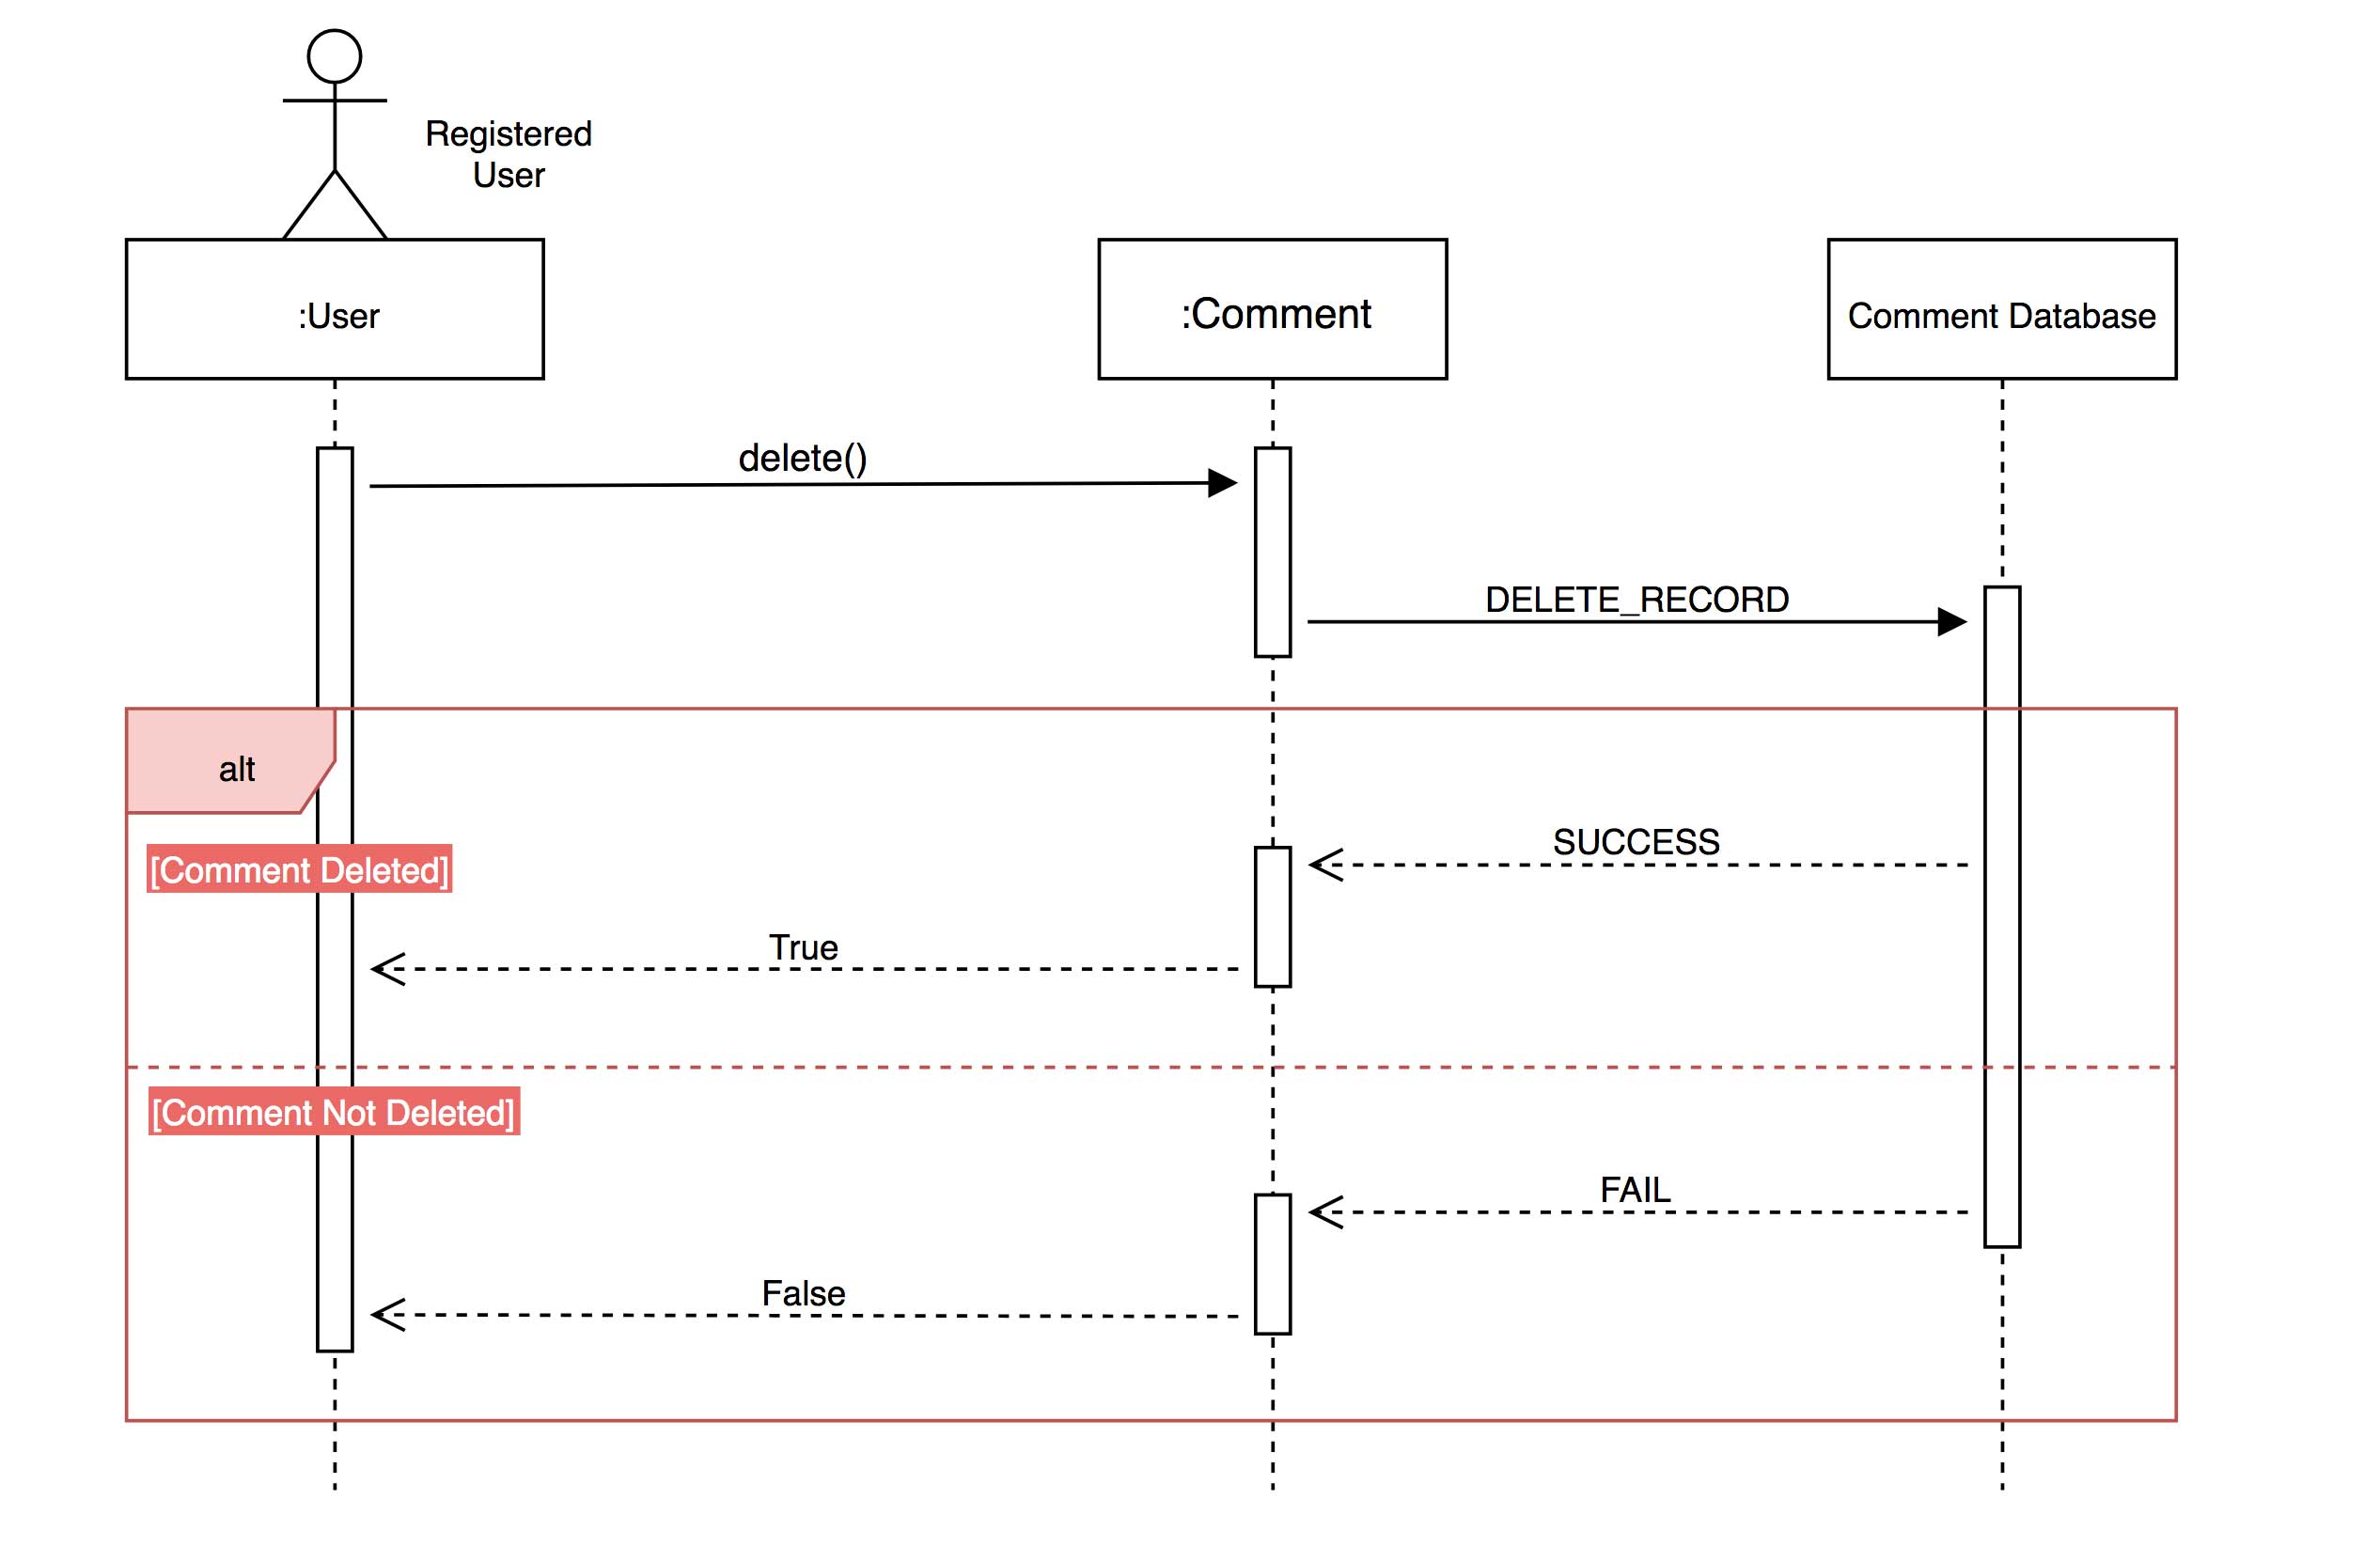 Registered
User
:User
:Comment
Comment Database
delete()
DELETE_RECORD
alt
SUCCESS
[Comment Deleted]
True
[Comment Not Deleted]
FAIL
False